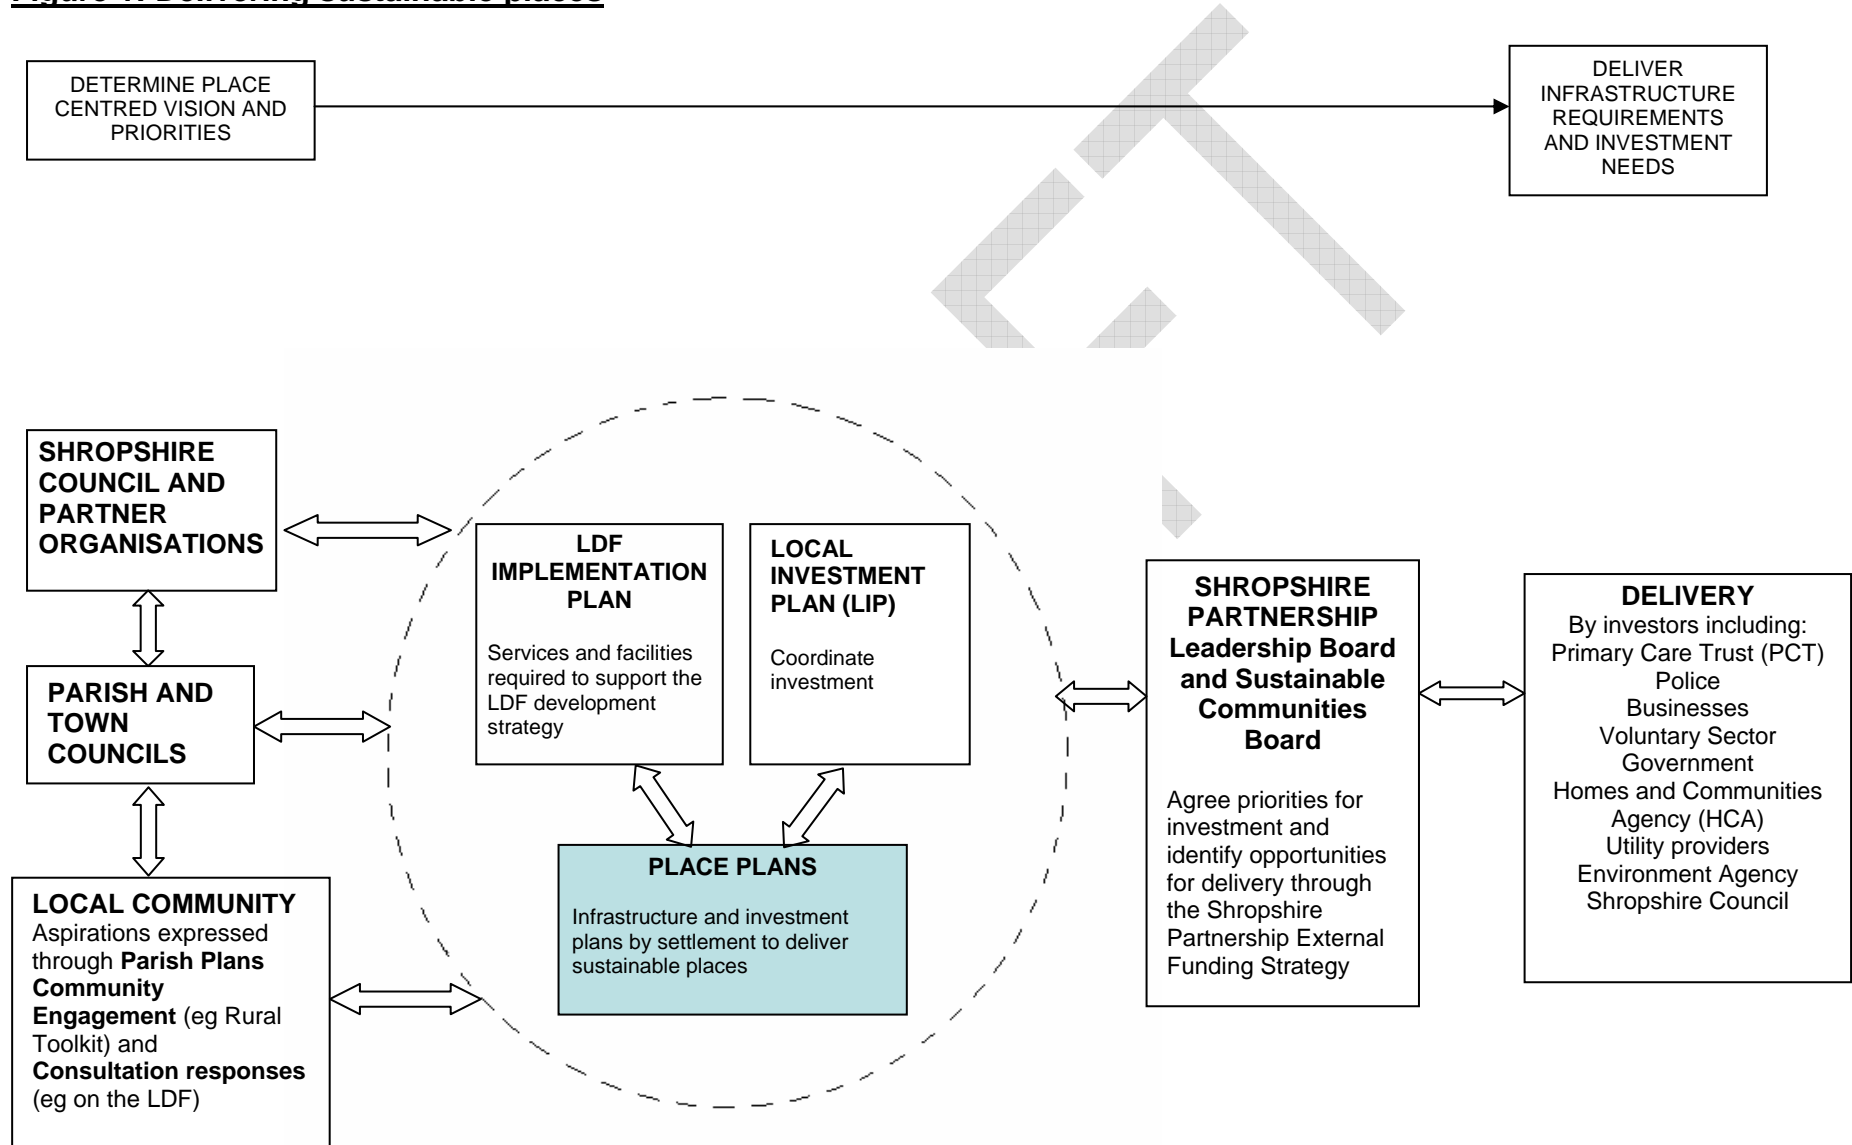 Figure 1: Delivering sustainable places
DETERMINE PLACE
CENTRED VISION AND
PRIORITIES
DELIVER
INFRASTRUCTURE
REQUIREMENTS
AND INVESTMENT
NEEDS
SHROPSHIRE
COUNCIL AND
PARTNER
ORGANISATIONS
PARISH AND
TOWN
COUNCILS
LOCAL COMMUNITY
Aspirations expressed
through Parish Plans
Community
Engagement (eg Rural
Toolkit) and
Consultation responses
(eg on the LDF)
LDF
IMPLEMENTATION
PLAN
Services and facilities
required to support the
LDF development
strategy
LOCAL
INVESTMENT
PLAN (LIP)
Coordinate
investment
PLACE PLANS
Infrastructure and investment
plans by settlement to deliver
sustainable places
SHROPSHIRE
PARTNERSHIP
Leadership Board
and Sustainable
Communities
Board
Agree priorities for
investment and
identify opportunities
for delivery through
the Shropshire
Partnership External
Funding Strategy
DELIVERY
By investors including:
Primary Care Trust (PCT)
Police
Businesses
Voluntary Sector
Government
Homes and Communities
Agency (HCA)
Utility providers
Environment Agency
Shropshire Council